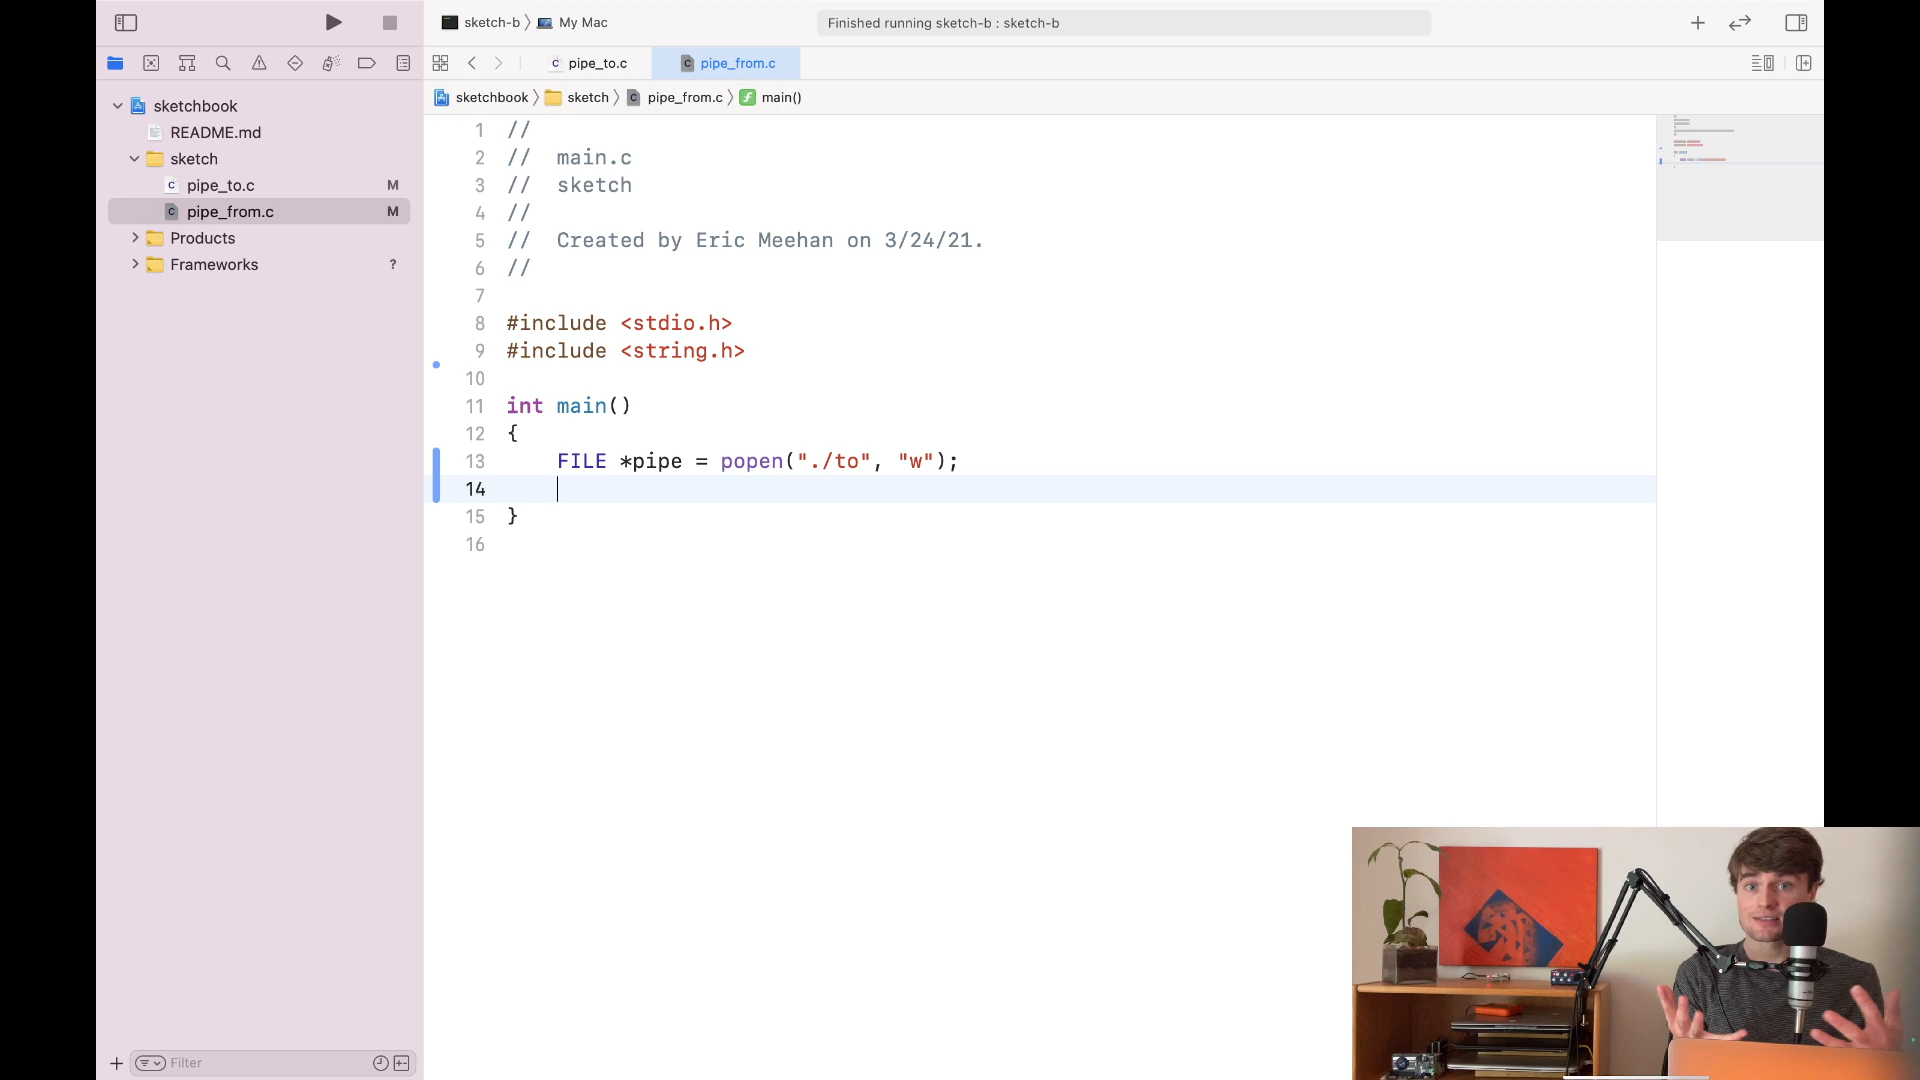 sketch-b
My Mac
Finished running sketch-b : sketch-b
pipe_to.c
pipe_from.c
sketchbook
sketch
pipe_from.c
main()
sketchbook
README.md
sketch
pipe_to.c M
pipe_from.c M
Products
Frameworks ?
1 //
2 // main.c
3 // sketch
4 //
5 // Created by Eric Meehan on 3/24/21.
6 //
7
8 #include <stdio.h>
9 #include <string.h>
10
11 int main()
12 {
13 FILE *pipe = popen("./to", "w");
14
15 }
16
Filter